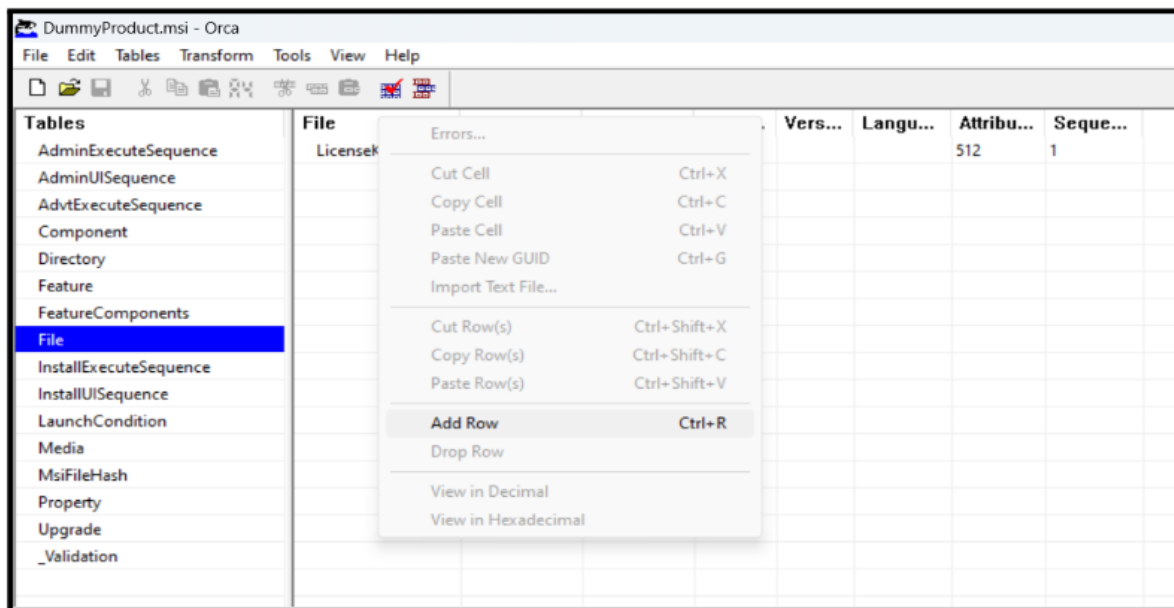 DummyProduct.msi - Orca
File Edit Tables Transform Tools View Help
Tables
AdminExecuteSequence
AdminUISequence
AdvtExecuteSequence
Component
Directory
Feature
FeatureComponents
File
InstallExecuteSequence
InstallUISequence
LaunchCondition
Media
MsiFileHash
Property
Upgrade
_Validation
File Vers... Langu... Attribu... Seque...
LicenseK 512 1
Errors...
Cut Cell Ctrl+X
Copy Cell Ctrl+C
Paste Cell Ctrl+V
Paste New GUID Ctrl+G
Import Text File...
Cut Row(s) Ctrl+Shift+X
Copy Row(s) Ctrl+Shift+C
Paste Row(s) Ctrl+Shift+V
Add Row Ctrl+R
Drop Row
View in Decimal
View in Hexadecimal